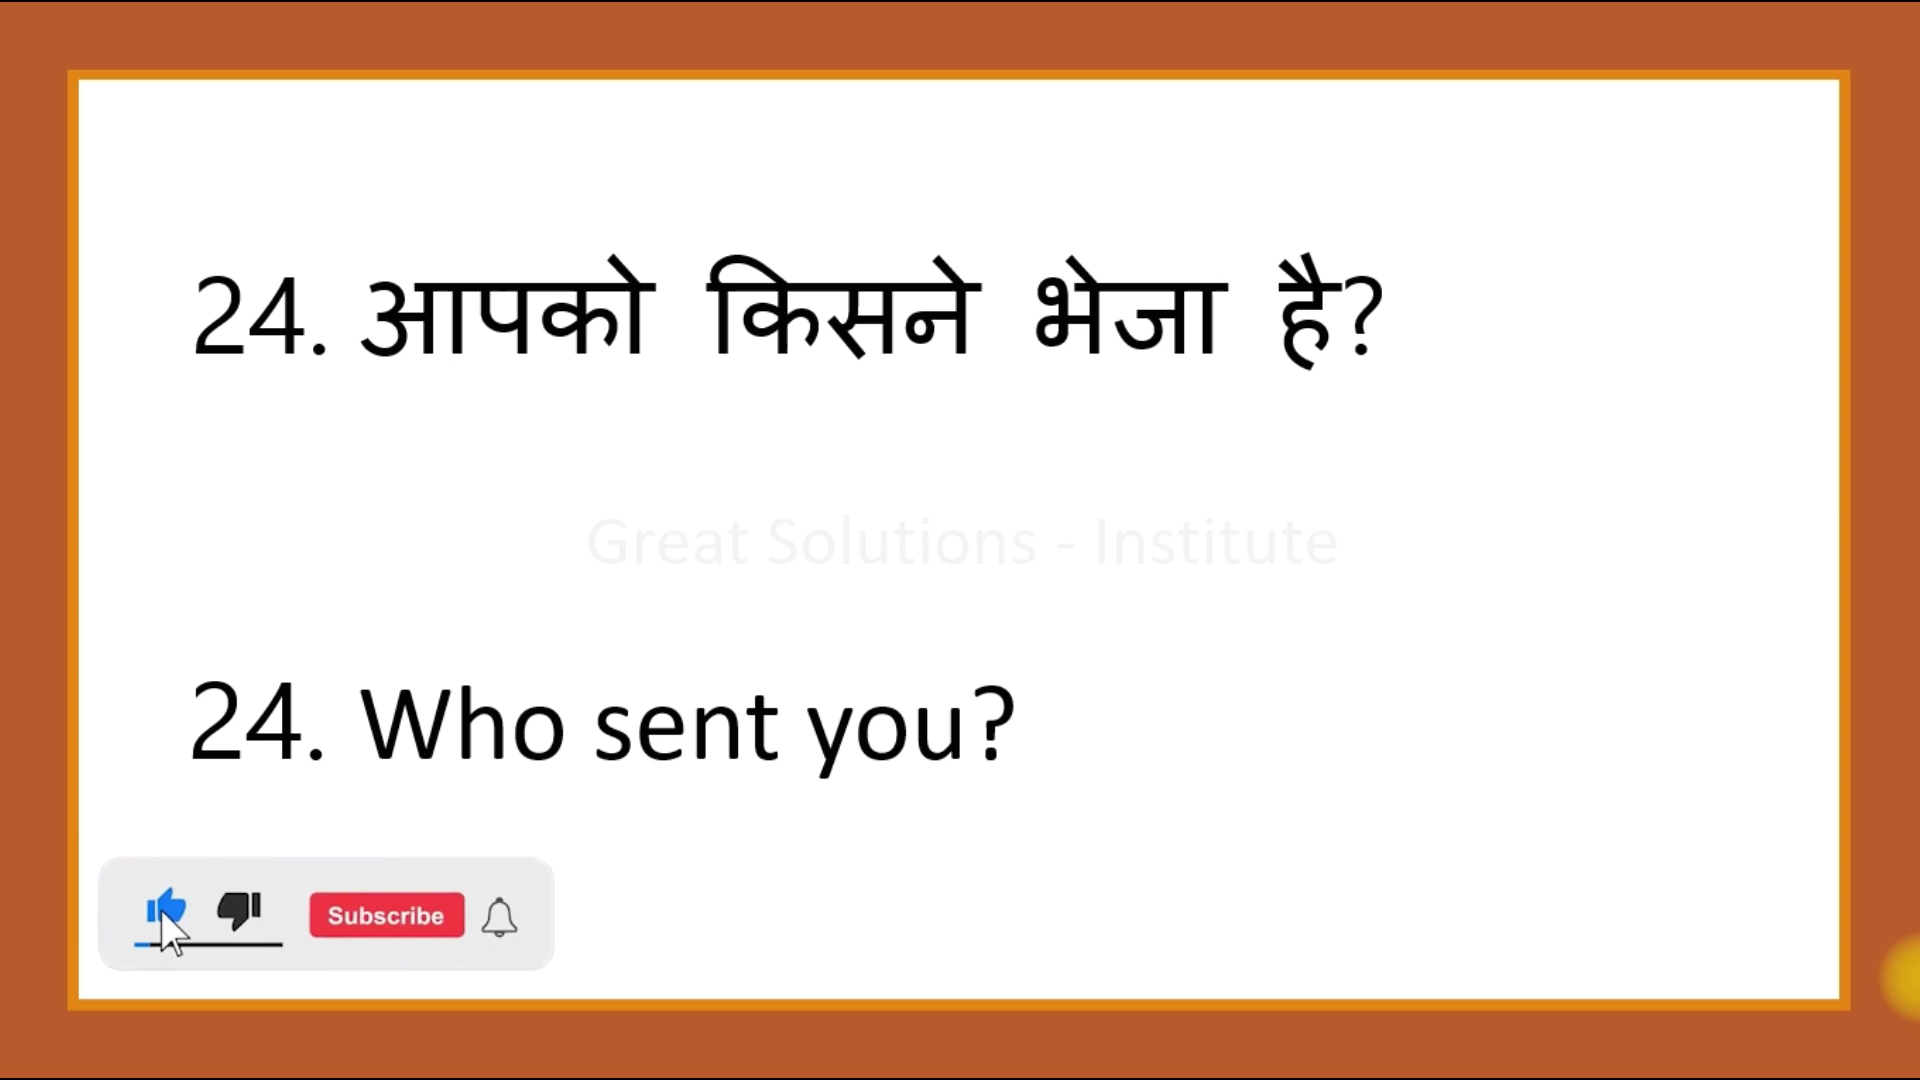 24. आपको किसने भेजा है?
Great Solutions - Institute
24. Who sent you?
Subscribe